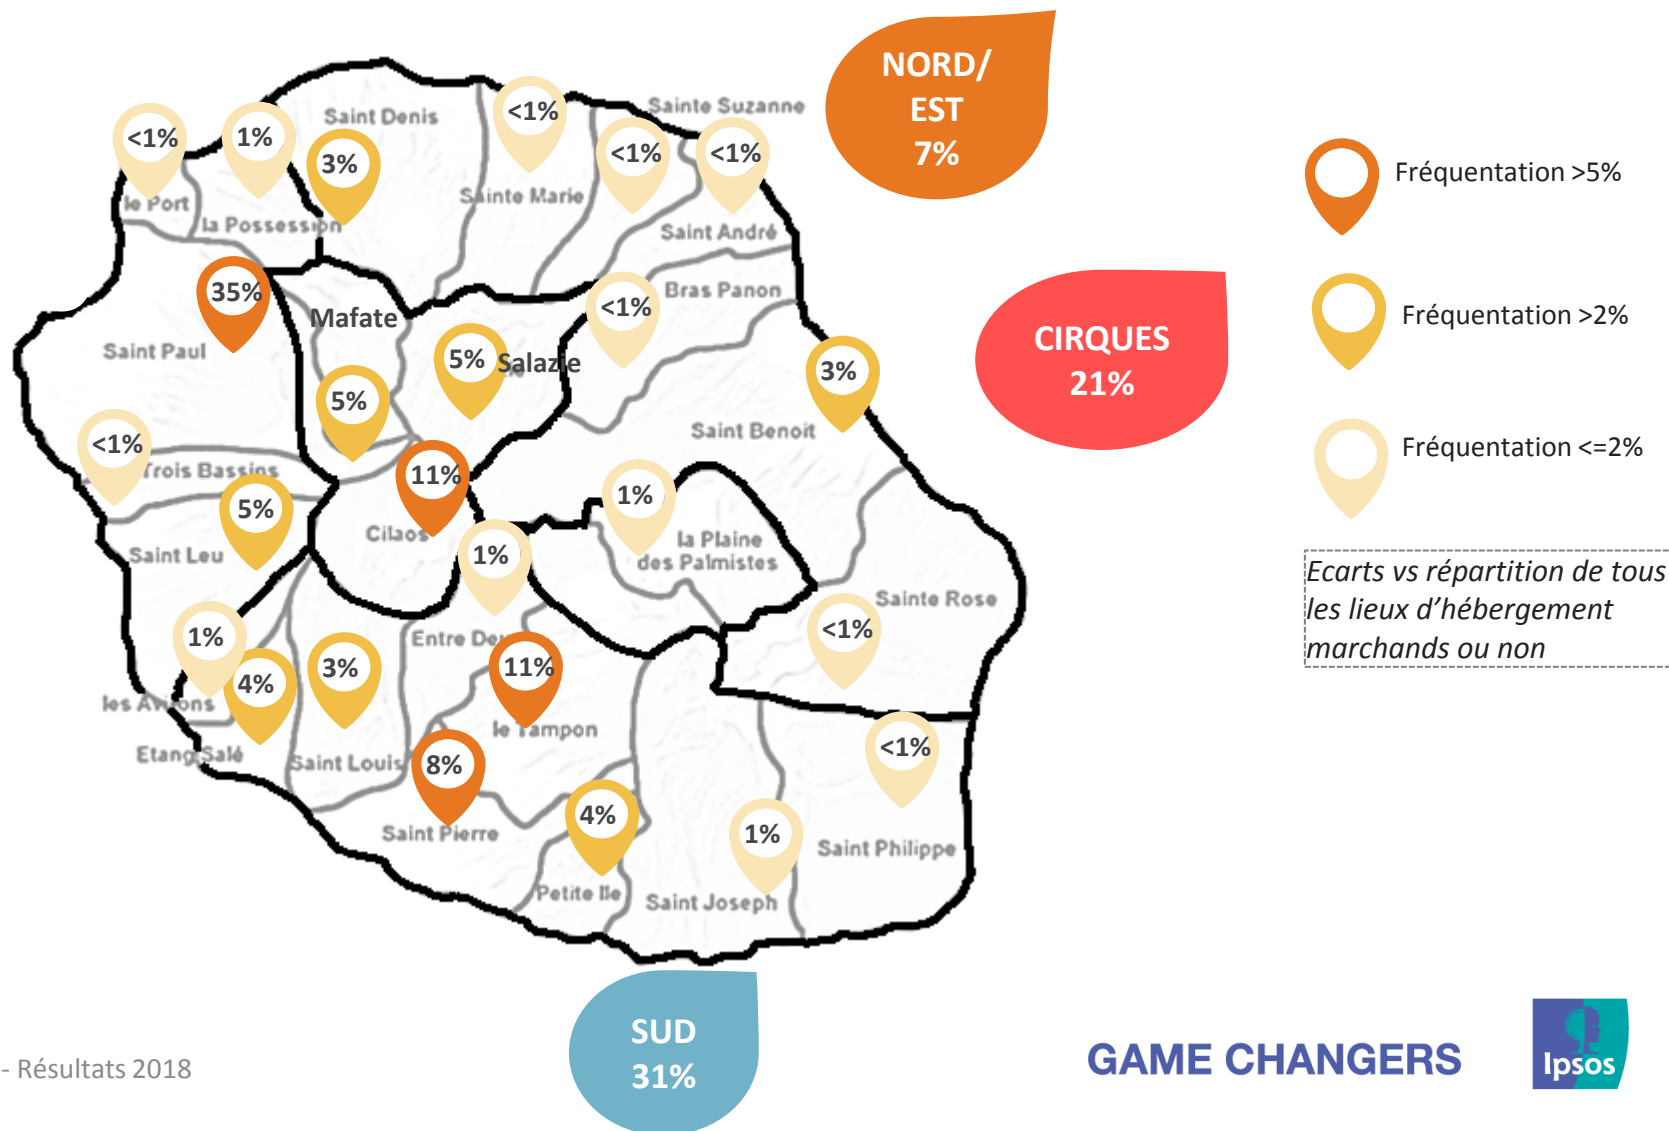 NORD/
EST
7%
Saint Denis
<1%
Sainte Suzanne
<1%
1%
3%
<1%
<1%
le Port
la Possession
Sainte Marie
Saint André
35%
Mafate
Bras Panon
<1%
Saint Paul
5%
Salazie
3%
5%
<1%
Trois Bassins
Saint Benoit
11%
5%
1%
Cilaos
Saint Leu
1%
la Plaine
des Palmistes
Sainte Rose
1%
<1%
Entre Deu
4%
3%
11%
les Avirons
Etang Salé
Saint Louis
le Tampon
8%
<1%
Saint Pierre
4%
1%
Saint Philippe
Petite Ile
Saint Joseph
CIRQUES
21%
SUD
31%
Fréquentation >5%
Fréquentation >2%
Fréquentation <=2%
Ecarts vs répartition de tous
les lieux d’hébergement
marchands ou non
- Résultats 2018
GAME CHANGERS
Ipsos